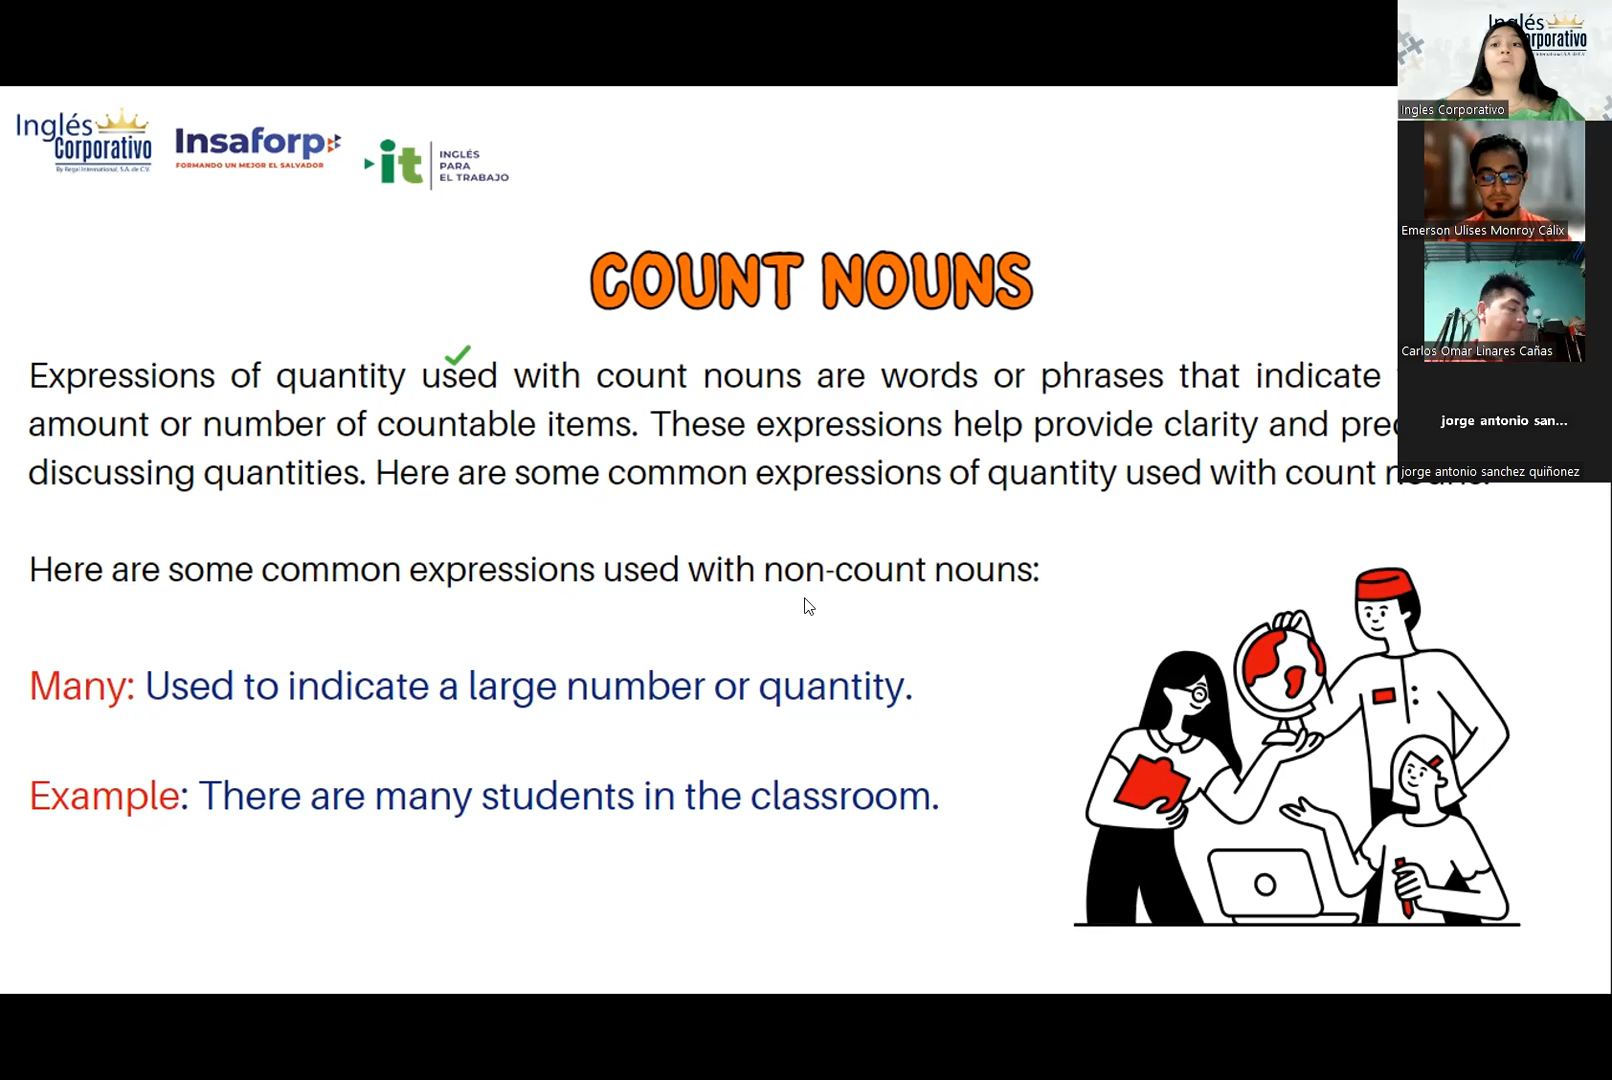 Inglés
Corporativo
By Regal International, S.A. de C.V.
Insaforp
FORMANDO UN MEJOR EL SALVADOR
it
INGLÉS
PARA
EL TRABAJO
COUNT NOUNS
Expressions of quantity used with count nouns are words or phrases that indicate
amount or number of countable items. These expressions help provide clarity and
discussing quantities. Here are some common expressions of quantity used with count
Here are some common expressions used with non-count nouns:
Many: Used to indicate a large number or quantity.
Example: There are many students in the classroom.
Inglés
Corporativo
Ingles Corporativo
Emerson Ulises Monroy Cálix
Carlos Omar Linares Cañas
jorge antonio san...
jorge antonio sanchez quiñonez